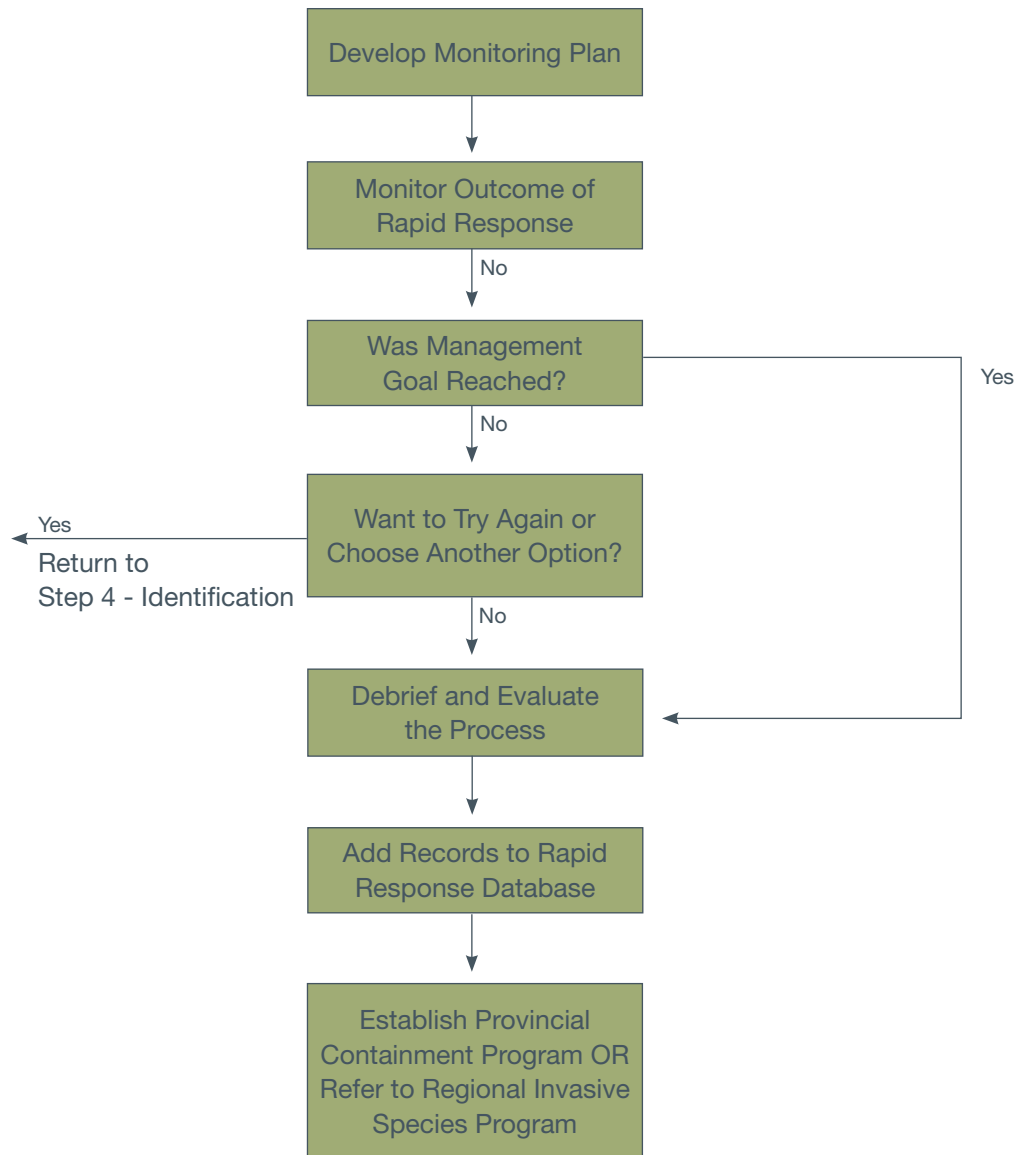 Develop Monitoring Plan
Monitor Outcome of
Rapid Response
No
Was Management
Goal Reached?
Yes
No
Want to Try Again or
Choose Another Option?
Yes
Return to
Step 4 - Identification
No
Debrief and Evaluate
the Process
Add Records to Rapid
Response Database
Establish Provincial
Containment Program OR
Refer to Regional Invasive
Species Program